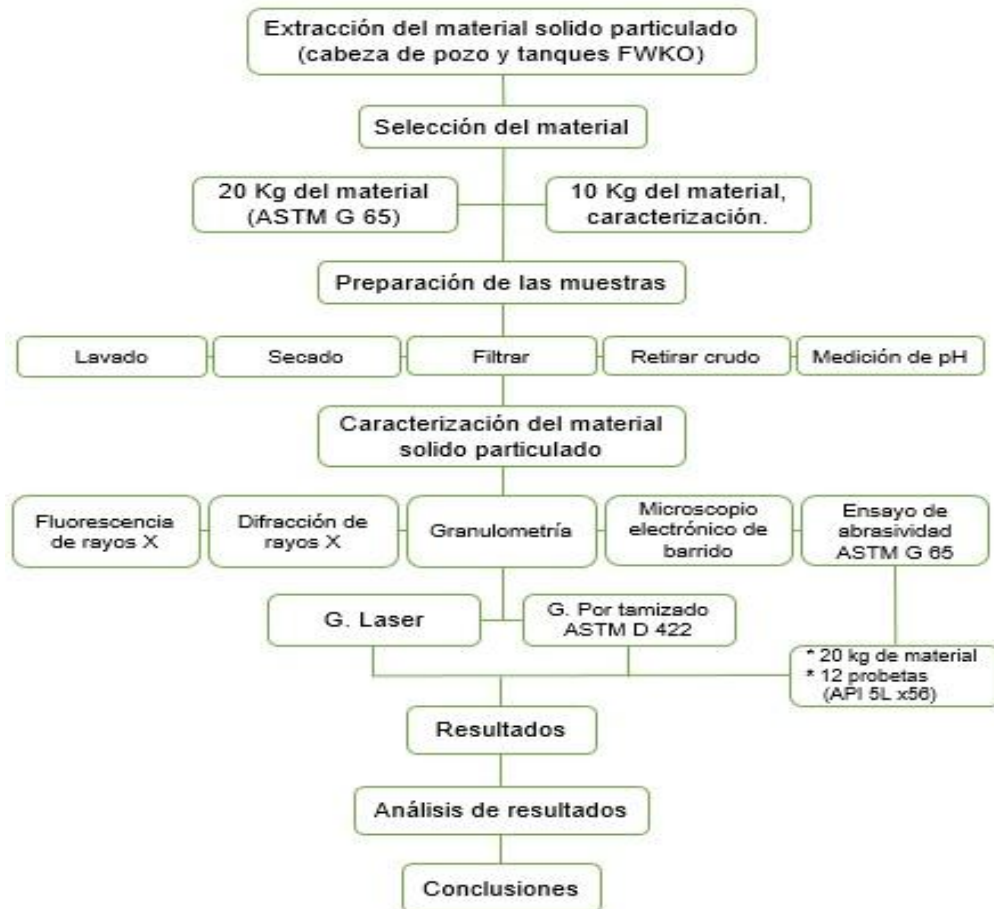 Extracción del material solido particulado
(cabeza de pozo y tanques FWKO)
Selección del material
20 Kg del material
(ASTM G 65)
10 Kg del material,
caracterización.
Preparación de las muestras
Lavado
Secado
Filtrar
Retirar crudo
Medición de pH
Caracterización del material
solido particulado
Fluorescencia
de rayos X
Difracción de
rayos X
Granulometría
Microscopio
electrónico de
barrido
Ensayo de
abrasividad
ASTM G 65
G. Laser
G. Por tamizado
ASTM D 422
* 20 kg de material
* 12 probetas
(API 5L x56)
Resultados
Análisis de resultados
Conclusiones